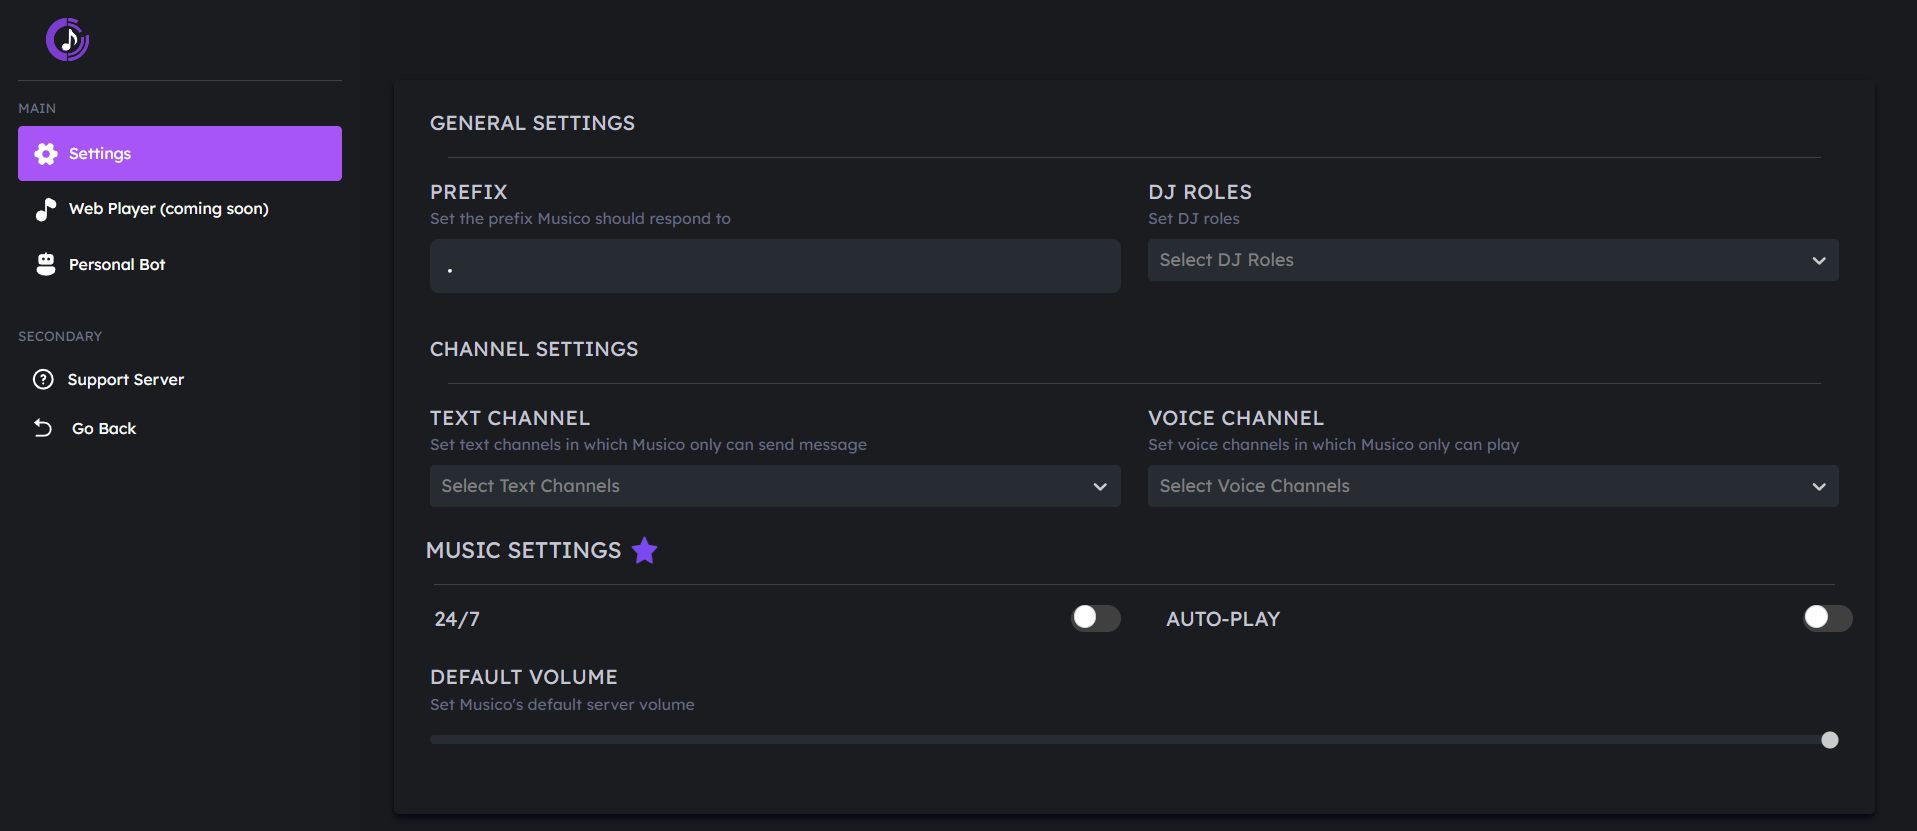 MAIN
Settings
Web Player (coming soon)
Personal Bot
SECONDARY
Support Server
Go Back
GENERAL SETTINGS
PREFIX
Set the prefix Musico should respond to
.
DJ ROLES
Set DJ roles
Select DJ Roles
CHANNEL SETTINGS
TEXT CHANNEL
Set text channels in which Musico only can send message
Select Text Channels
VOICE CHANNEL
Set voice channels in which Musico only can play
Select Voice Channels
MUSIC SETTINGS
24/7
AUTO-PLAY
DEFAULT VOLUME
Set Musico's default server volume